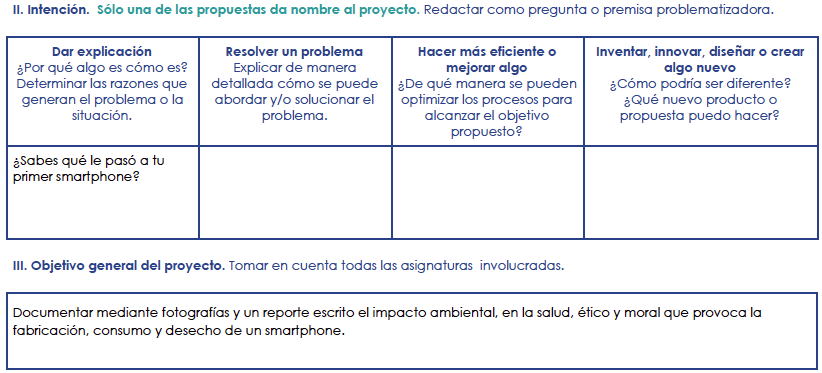 II. Intención. Sólo una de las propuestas da nombre al proyecto. Redactar como pregunta o premisa problematizadora.
Dar explicación
¿Por qué algo es cómo es?
Determinar las razones que
generan el problema o la
situación.
Resolver un problema
Explicar de manera
detallada cómo se puede
abordar y/o solucionar el
problema.
Hacer más eficiente o
mejorar algo
¿De qué manera se pueden
optimizar los procesos para
alcanzar el objetivo
propuesto?
Inventar, innovar, diseñar o crear
algo nuevo
¿Cómo podría ser diferente?
¿Qué nuevo producto o
propuesta puedo hacer?
¿Sabes qué le pasó a tu
primer smartphone?
III. Objetivo general del proyecto. Tomar en cuenta todas las asignaturas involucradas.
Documentar mediante fotografías y un reporte escrito el impacto ambiental, en la salud, ético y moral que provoca la
fabricación, consumo y desecho de un smartphone.